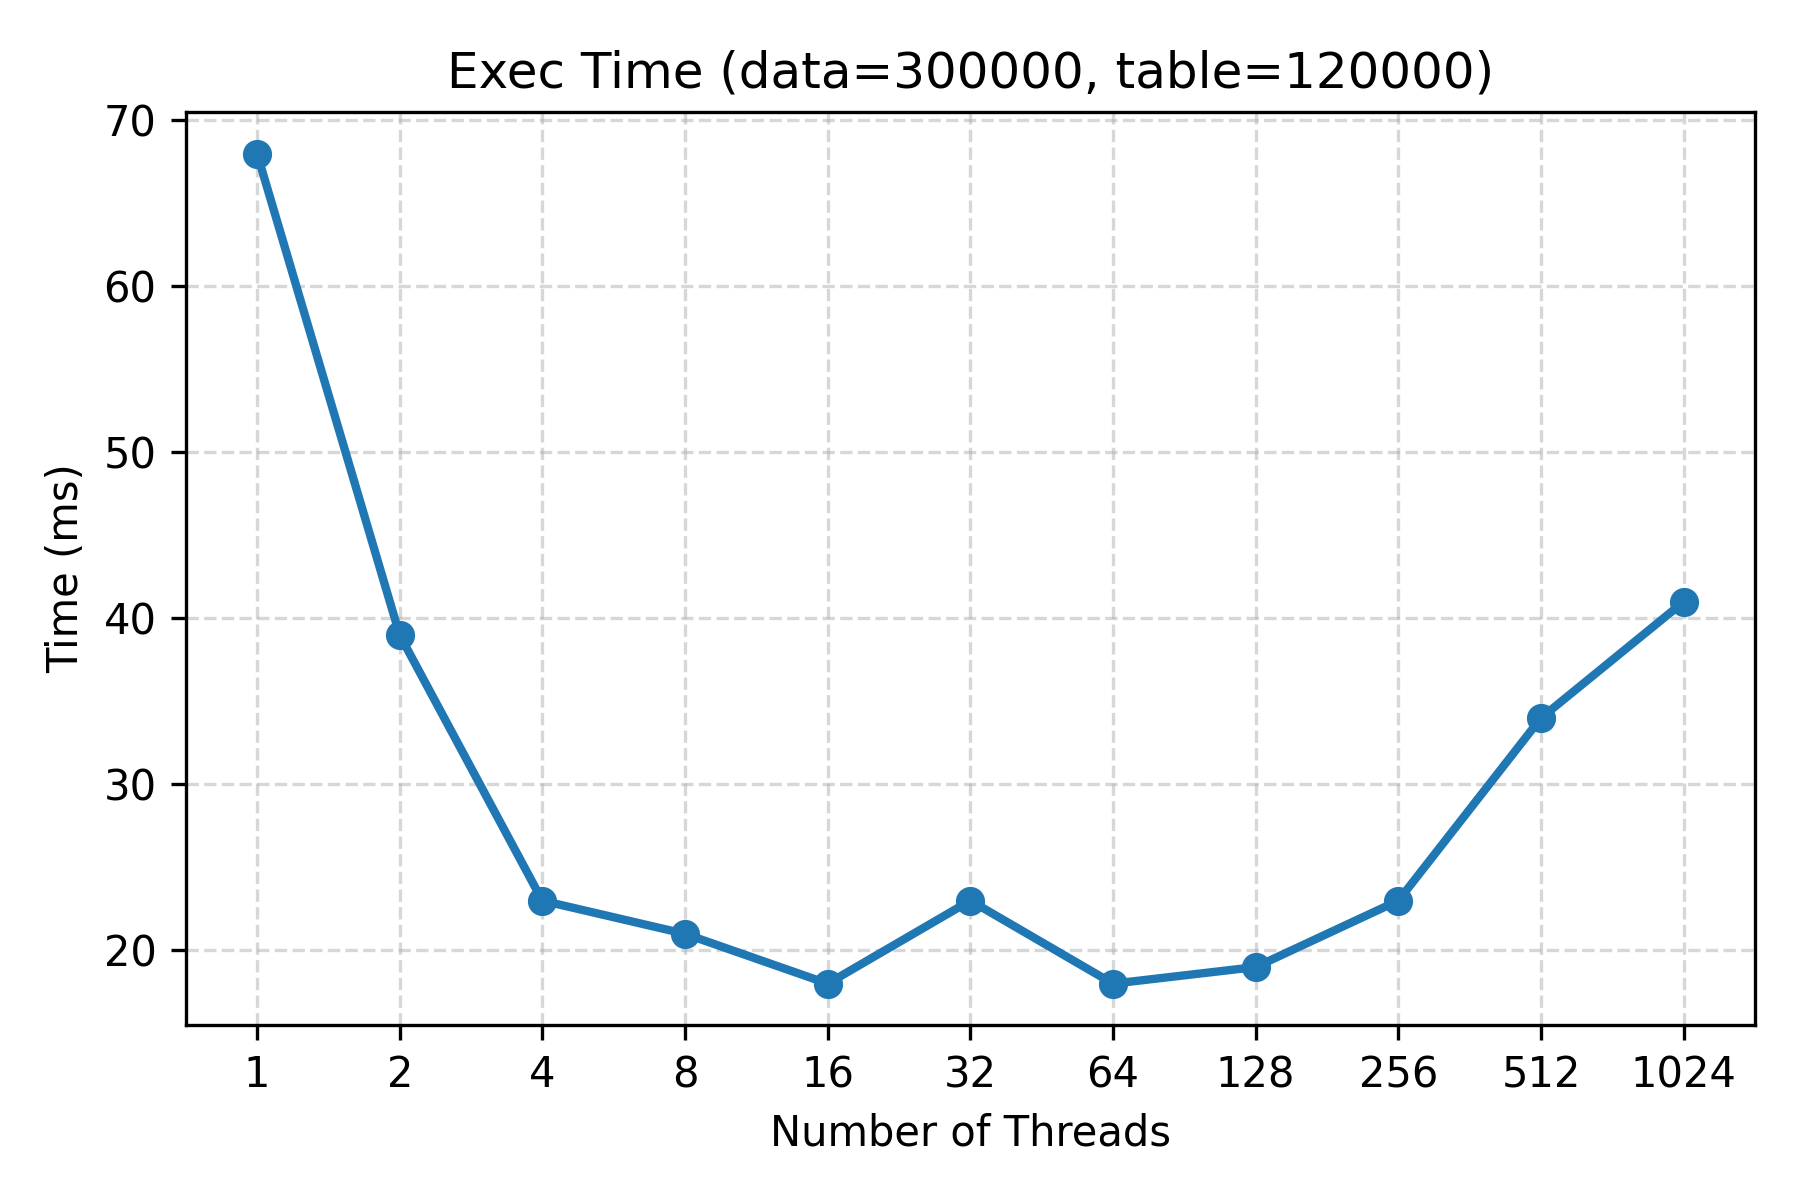 Exec Time (data=300000, table=120000)
70
60
50
40
30
20
Time (ms)
1 2 4 8 16 32 64 128 256 512 1024
Number of Threads